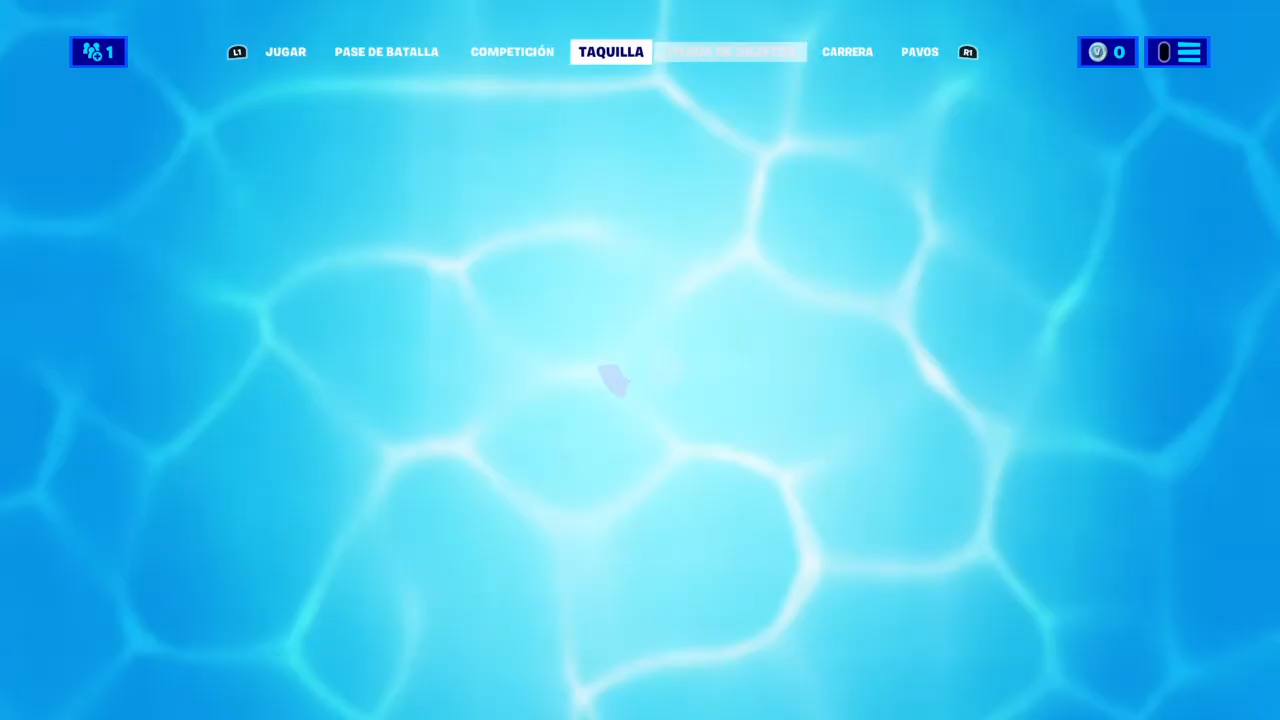 1 L1 JUGAR PASE DE BATALLA COMPETICIÓN TAQUILLA CARRERA PAVOS R1 V 0